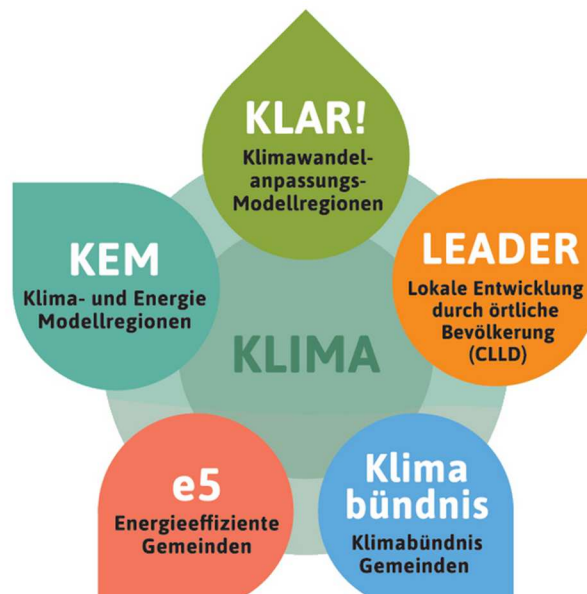 KLAR!
Klimawandel-
anpassungs-
Modellregionen
KEM
Klima- und Energie
Modellregionen
LEADER
Lokale Entwicklung
durch örtliche
Bevölkerung
(CLLD)
KLIMA
e5
Energieeffiziente
Gemeinden
Klima
bündnis
Klimabündnis
Gemeinden